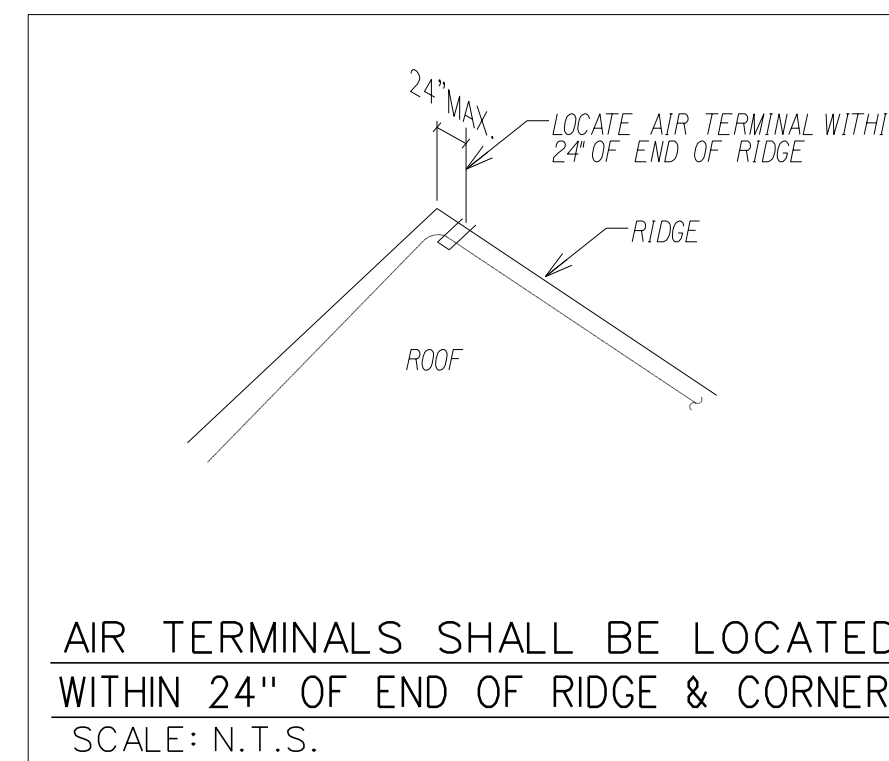 24" MAX.
LOCATE AIR TERMINAL WITHI
24" OF END OF RIDGE
RIDGE
ROOF
AIR TERMINALS SHALL BE LOCATED
WITHIN 24" OF END OF RIDGE & CORNER
SCALE: N.T.S.